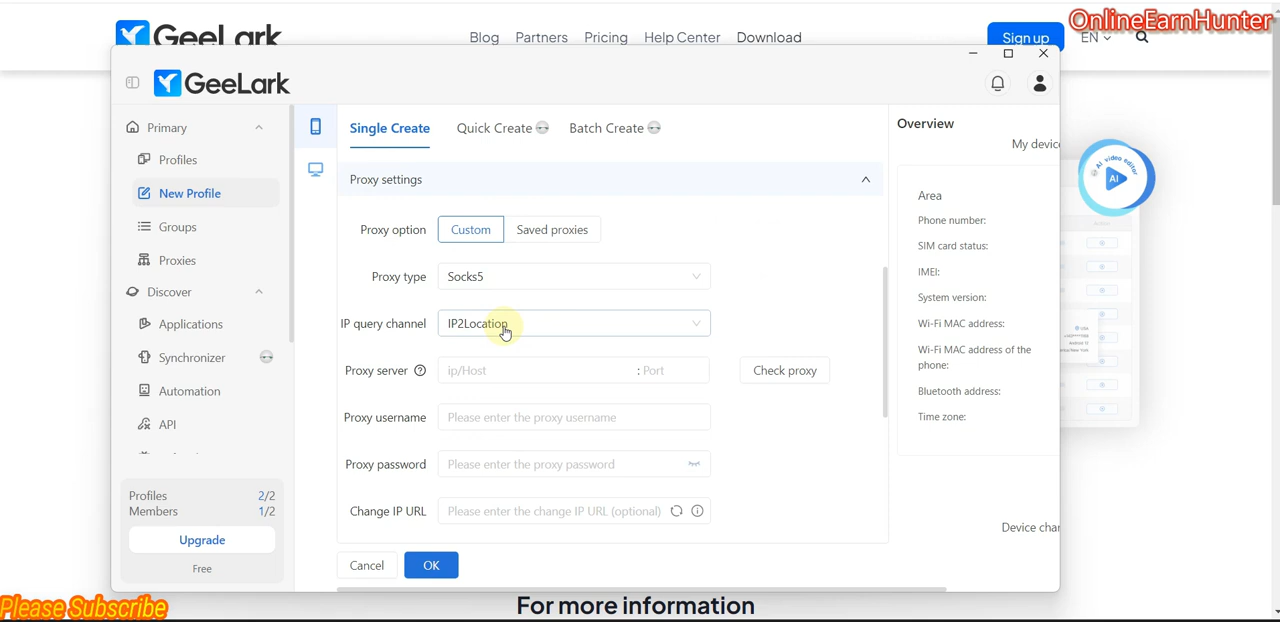 GeeLark
Blog Partners Pricing Help Center Download
Sign up
EN
OnlineEarnHunter
GeeLark
Primary
Profiles
New Profile
Groups
Proxies
Discover
Applications
Synchronizer
Automation
API
Profiles 2/2
Members 1/2
Upgrade
Free
Single Create Quick Create Batch Create
Proxy settings
Proxy option Custom Saved proxies
Proxy type Socks5
IP query channel IP2Location
Proxy server ip/Host : Port Check proxy
Proxy username Please enter the proxy username
Proxy password Please enter the proxy password
Change IP URL Please enter the change IP URL (optional)
Cancel OK
Overview
My device
Area
Phone number:
SIM card status:
IMEI:
System version:
Wi-Fi MAC address:
Wi-Fi MAC address of the
phone:
Bluetooth address:
Time zone:
Device char
AI video editor
AI
Please Subscribe
For more information